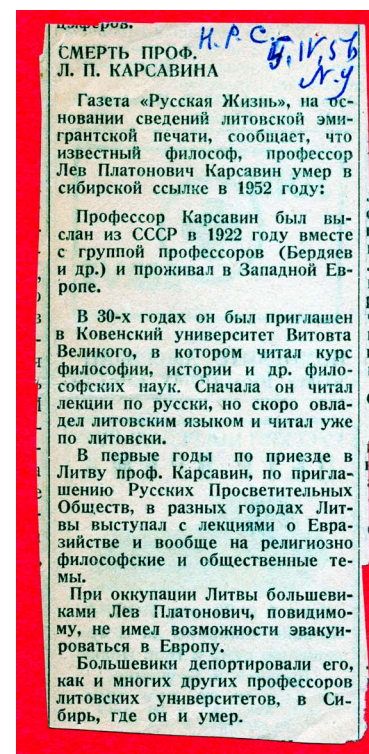 Н. Р. С.
5, IV, 56
N.Y
СМЕРТЬ ПРОФ.
Л. П. КАРСАВИНА
Газета «Русская Жизнь», на ос-
новании сведений литовской эми-
грантской печати, сообщает, что
известный философ, профессор
Лев Платонович Карсавин умер в
сибирской ссылке в 1952 году:
Профессор Карсавин был вы-
слан из СССР в 1922 году вместе
с группой профессоров (Бердяев
и др.) и проживал в Западной Ев-
ропе.
В 30-х годах он был приглашен
в Ковенский университет Витовта
Великого, в котором читал курс
философии, истории и др. фило-
софских наук. Сначала он читал
лекции по русски, но скоро овла-
дел литовским языком и читал уже
по литовски.
В первые годы по приезде в
Литву проф. Карсавин, по пригла-
шению Русских Просветительных
Обществ, в разных городах Лит-
вы выступал с лекциями о Евра-
зийстве и вообще на религиозно
философские и общественные те-
мы.
При оккупации Литвы большеви-
ками Лев Платонович, повидимо-
му, не имел возможности эвакуи-
роваться в Европу.
Большевики депортировали его,
как и многих других профессоров
литовских университетов, в Си-
бирь, где он и умер.